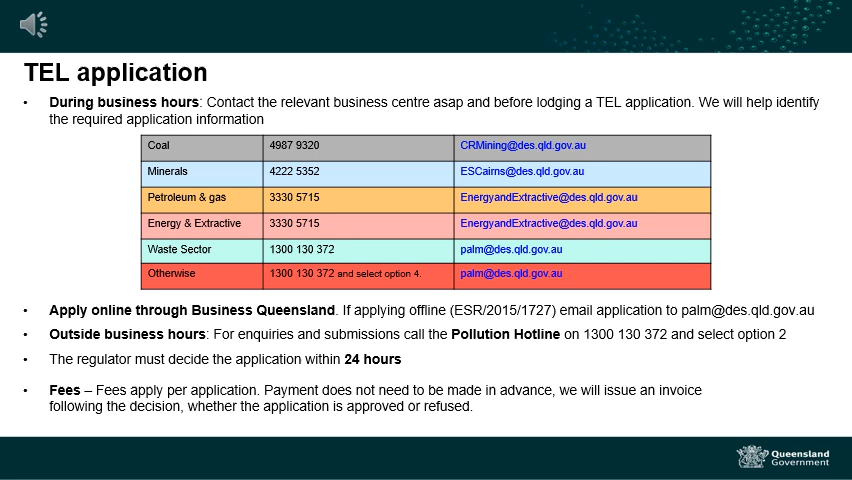 TEL application
• During business hours: Contact the relevant business centre asap and before lodging a TEL application. We will help identify
the required application information
Coal 4987 9320 CRMining@des.qld.gov.au
Minerals 4222 5352 ESCairns@des.qld.gov.au
Petroleum & gas 3330 5715 EnergyandExtractive@des.qld.gov.au
Energy & Extractive 3330 5715 EnergyandExtractive@des.qld.gov.au
Waste Sector 1300 130 372 palm@des.qld.gov.au
Otherwise 1300 130 372 and select option 4. palm@des.qld.gov.au
• Apply online through Business Queensland. If applying offline (ESR/2015/1727) email application to palm@des.qld.gov.au
• Outside business hours: For enquiries and submissions call the Pollution Hotline on 1300 130 372 and select option 2
• The regulator must decide the application within 24 hours
• Fees – Fees apply per application. Payment does not need to be made in advance, we will issue an invoice
following the decision, whether the application is approved or refused.
Queensland
Government